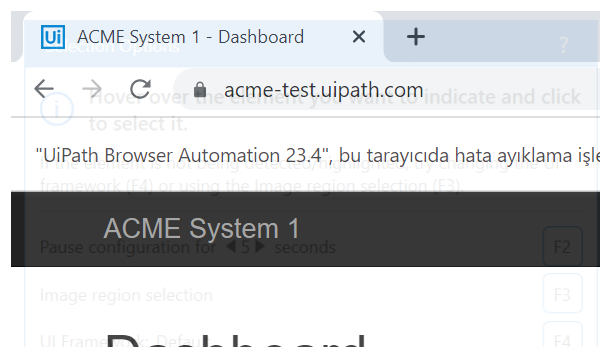 Ui ACME System 1 - Dashboard
Selection Options ?
acme-test.uipath.com
Hover over the element you want to indicate and click
to select it.
"UiPath Browser Automation 23.4", bu tarayıcıda hata ayıklama işle
If the element is not being detected/highlighted, try changing the UI
framework (F4) or using the Image region selection (F3).
ACME System 1
Pause configuration for 5 seconds F2
Image region selection F3
Dashboard
UI Framework: Default F4